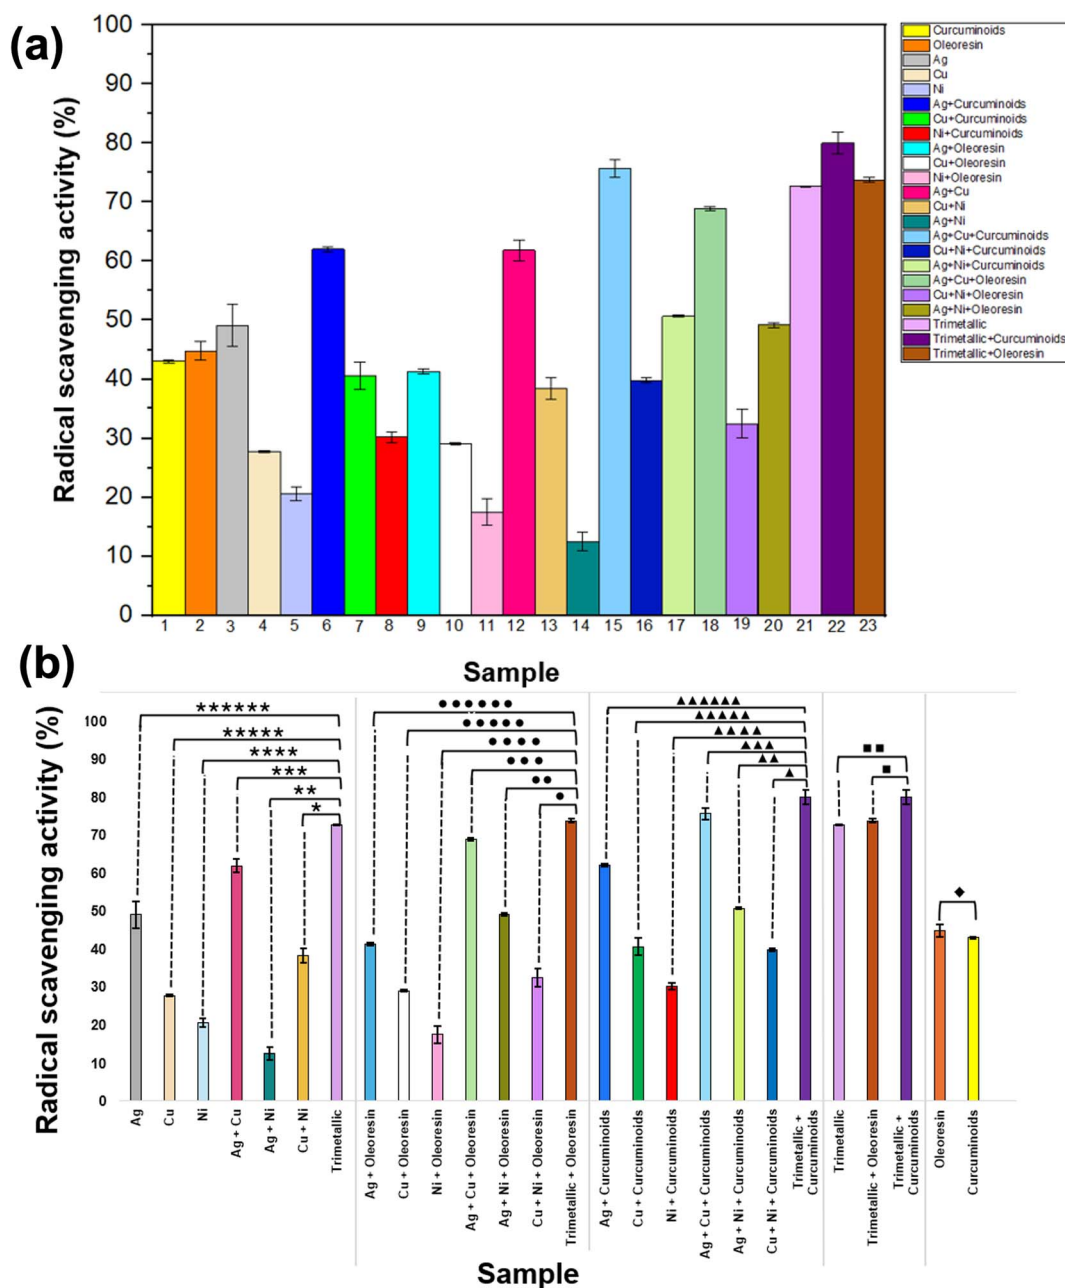 (a)
Radical scavenging activity (%)
100
90
80
70
60
50
40
30
20
10
0
1 2 3 4 5 6 7 8 9 10 11 12 13 14 15 16 17 18 19 20 21 22 23
Sample
Curcuminoids
Oleoresin
Ag
Cu
Ni
Ag+Curcuminoids
Cu+Curcuminoids
Ni+Curcuminoids
Ag+Oleoresin
Cu+Oleoresin
Ni+Oleoresin
Ag+Cu
Cu+Ni
Ag+Ni
Ag+Cu+Curcuminoids
Cu+Ni+Curcuminoids
Ag+Ni+Curcuminoids
Ag+Cu+Oleoresin
Cu+Ni+Oleoresin
Ag+Ni+Oleoresin
Trimetallic
Trimetallic+Curcuminoids
Trimetallic+Oleoresin
(b)
Radical scavenging activity (%)
100
90
80
70
60
50
40
30
20
10
0
******
*****
****
***
**
*
●●●●●●
●●●●●
●●●●
●●●
●●
●
▲▲▲▲▲▲
▲▲▲▲▲
▲▲▲▲
▲▲▲
▲▲
▲
■■
■
◆
Ag
Cu
Ni
Ag + Cu
Ag + Ni
Cu + Ni
Trimetallic
Ag + Oleoresin
Cu + Oleoresin
Ni + Oleoresin
Ag + Cu + Oleoresin
Ag + Ni + Oleoresin
Cu + Ni + Oleoresin
Trimetallic + Oleoresin
Ag + Curcuminoids
Cu + Curcuminoids
Ni + Curcuminoids
Ag + Cu + Curcuminoids
Ag + Ni + Curcuminoids
Cu + Ni + Curcuminoids
Trimetallic +
Curcuminoids
Trimetallic
Trimetallic + Oleoresin
Trimetallic +
Curcuminoids
Oleoresin
Curcuminoids
Sample